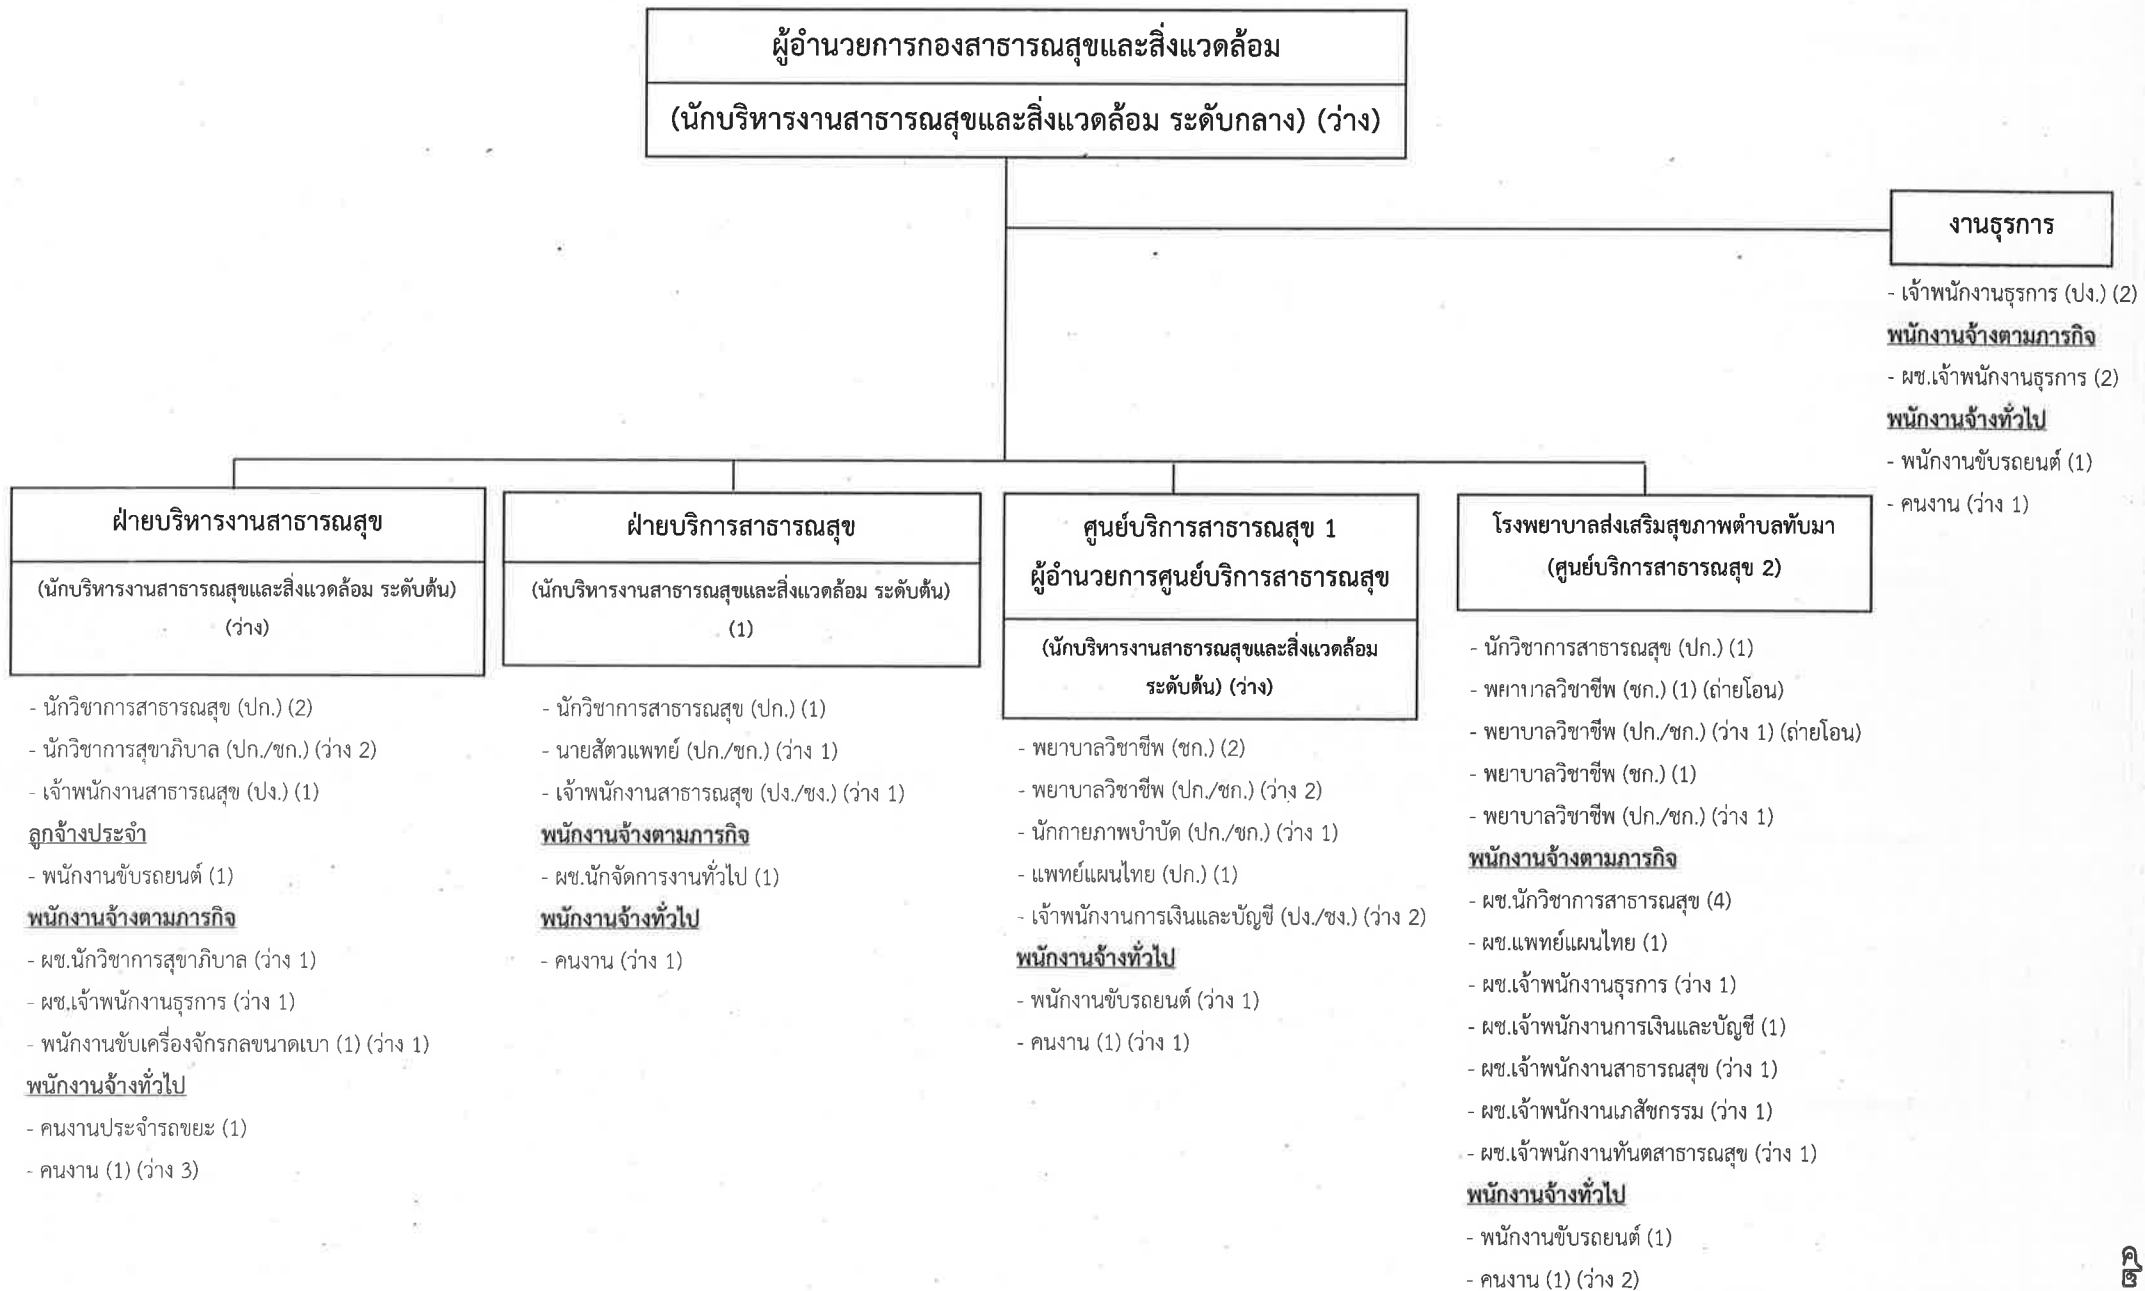 ผู้อำนวยการกองสาธารณสุขและสิ่งแวดล้อม
(นักบริหารงานสาธารณสุขและสิ่งแวดล้อม ระดับกลาง) (ว่าง)
งานธุรการ
- เจ้าพนักงานธุรการ (ปง.) (2)
พนักงานจ้างตามภารกิจ
- ผช.เจ้าพนักงานธุรการ (2)
พนักงานจ้างทั่วไป
- พนักงานขับรถยนต์ (1)
- คนงาน (ว่าง 1)
ฝ่ายบริหารงานสาธารณสุข
(นักบริหารงานสาธารณสุขและสิ่งแวดล้อม ระดับต้น)
(ว่าง)
- นักวิชาการสาธารณสุข (ปก.) (2)
- นักวิชาการสุขาภิบาล (ปก./ชก.) (ว่าง 2)
- เจ้าพนักงานสาธารณสุข (ปง.) (1)
ลูกจ้างประจำ
- พนักงานขับรถยนต์ (1)
พนักงานจ้างตามภารกิจ
- ผช.นักวิชาการสุขาภิบาล (ว่าง 1)
- ผช.เจ้าพนักงานธุรการ (ว่าง 1)
- พนักงานขับเครื่องจักรกลขนาดเบา (1) (ว่าง 1)
พนักงานจ้างทั่วไป
- คนงานประจำรถขยะ (1)
- คนงาน (1) (ว่าง 3)
ฝ่ายบริการสาธารณสุข
(นักบริหารงานสาธารณสุขและสิ่งแวดล้อม ระดับต้น)
(1)
- นักวิชาการสาธารณสุข (ปก.) (1)
- นายสัตวแพทย์ (ปก./ชก.) (ว่าง 1)
- เจ้าพนักงานสาธารณสุข (ปง./ชง.) (ว่าง 1)
พนักงานจ้างตามภารกิจ
- ผช.นักจัดการงานทั่วไป (1)
พนักงานจ้างทั่วไป
- คนงาน (ว่าง 1)
ศูนย์บริการสาธารณสุข 1
ผู้อำนวยการศูนย์บริการสาธารณสุข
(นักบริหารงานสาธารณสุขและสิ่งแวดล้อม
ระดับต้น) (ว่าง)
- พยาบาลวิชาชีพ (ชก.) (2)
- พยาบาลวิชาชีพ (ปก./ชก.) (ว่าง 2)
- นักกายภาพบำบัด (ปก./ชก.) (ว่าง 1)
- แพทย์แผนไทย (ปก.) (1)
- เจ้าพนักงานการเงินและบัญชี (ปง./ชง.) (ว่าง 2)
พนักงานจ้างทั่วไป
- พนักงานขับรถยนต์ (ว่าง 1)
- คนงาน (1) (ว่าง 1)
โรงพยาบาลส่งเสริมสุขภาพตำบลทับมา
(ศูนย์บริการสาธารณสุข 2)
- นักวิชาการสาธารณสุข (ปก.) (1)
- พยาบาลวิชาชีพ (ชก.) (1) (ถ่ายโอน)
- พยาบาลวิชาชีพ (ปก./ชก.) (ว่าง 1) (ถ่ายโอน)
- พยาบาลวิชาชีพ (ชก.) (1)
- พยาบาลวิชาชีพ (ปก./ชก.) (ว่าง 1)
พนักงานจ้างตามภารกิจ
- ผช.นักวิชาการสาธารณสุข (4)
- ผช.แพทย์แผนไทย (1)
- ผช.เจ้าพนักงานธุรการ (ว่าง 1)
- ผช.เจ้าพนักงานการเงินและบัญชี (1)
- ผช.เจ้าพนักงานสาธารณสุข (ว่าง 1)
- ผช.เจ้าพนักงานเภสัชกรรม (ว่าง 1)
- ผช.เจ้าพนักงานทันตสาธารณสุข (ว่าง 1)
พนักงานจ้างทั่วไป
- พนักงานขับรถยนต์ (1)
- คนงาน (1) (ว่าง 2)